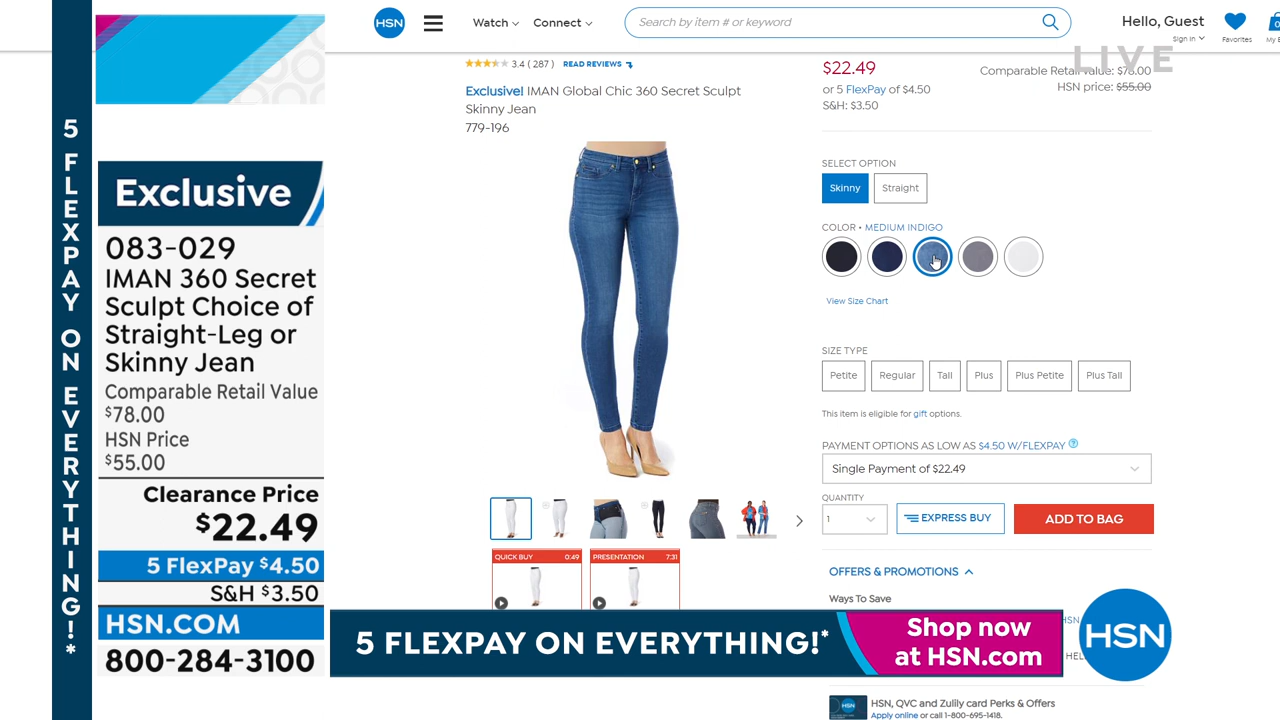 5 FLEXPAY ON EVERYTHING!*
Exclusive
083-029
IMAN 360 Secret
Sculpt Choice of
Straight-Leg or
Skinny Jean
Comparable Retail Value
$78.00
HSN Price
$55.00
Clearance Price
$22.49
5 FlexPay $4.50
S&H $3.50
HSN.COM
800-284-3100
HSN
Watch
Connect
Search by item # or keyword
Hello, Guest
Sign In
Favorites
My
0
LIVE
3.4 ( 287 )
READ REVIEWS
Exclusive! IMAN Global Chic 360 Secret Sculpt
Skinny Jean
779-196
$22.49
or 5 FlexPay of $4.50
S&H: $3.50
Comparable Retail Value: $78.00
HSN price: $55.00
SELECT OPTION
Skinny
Straight
COLOR • MEDIUM INDIGO
View Size Chart
SIZE TYPE
Petite
Regular
Tall
Plus
Plus Petite
Plus Tall
This item is eligible for gift options.
PAYMENT OPTIONS AS LOW AS $4.50 W/FLEXPAY ?
Single Payment of $22.49
QUANTITY
1
EXPRESS BUY
ADD TO BAG
QUICK BUY 0:49
PRESENTATION 7:31
OFFERS & PROMOTIONS
Ways To Save
HSN
HEL
5 FLEXPAY ON EVERYTHING!*
Shop now
at HSN.com
HSN
HSN
HSN, QVC and Zulily card Perks & Offers
Apply online or call 1-800-695-1418.